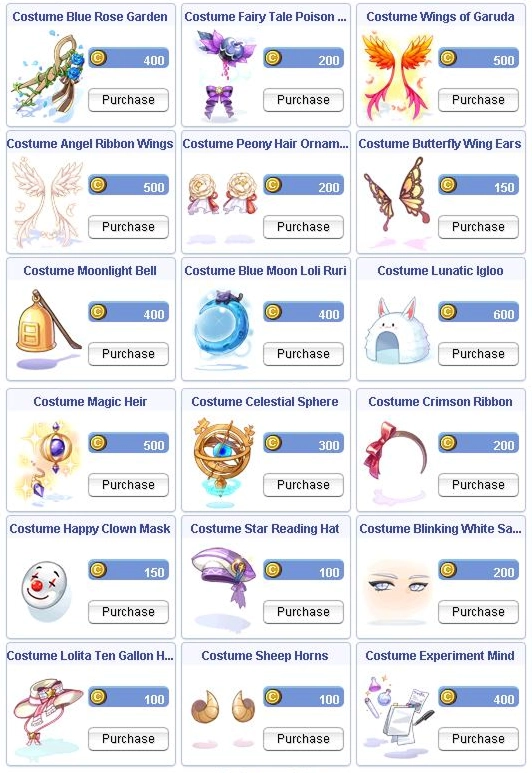 Costume Blue Rose Garden
Costume Fairy Tale Poison ...
Costume Wings of Garuda
C 400
C 200
C 500
Purchase
Purchase
Purchase
Costume Angel Ribbon Wings
Costume Peony Hair Ornam...
Costume Butterfly Wing Ears
C 500
C 200
C 150
Purchase
Purchase
Purchase
Costume Moonlight Bell
Costume Blue Moon Loli Ruri
Costume Lunatic Igloo
C 400
C 400
C 600
Purchase
Purchase
Purchase
Costume Magic Heir
Costume Celestial Sphere
Costume Crimson Ribbon
C 500
C 300
C 200
Purchase
Purchase
Purchase
Costume Happy Clown Mask
Costume Star Reading Hat
Costume Blinking White Sa...
C 150
C 100
C 200
Purchase
Purchase
Purchase
Costume Lolita Ten Gallon H...
Costume Sheep Horns
Costume Experiment Mind
C 100
C 200
C 400
Purchase
Purchase
Purchase